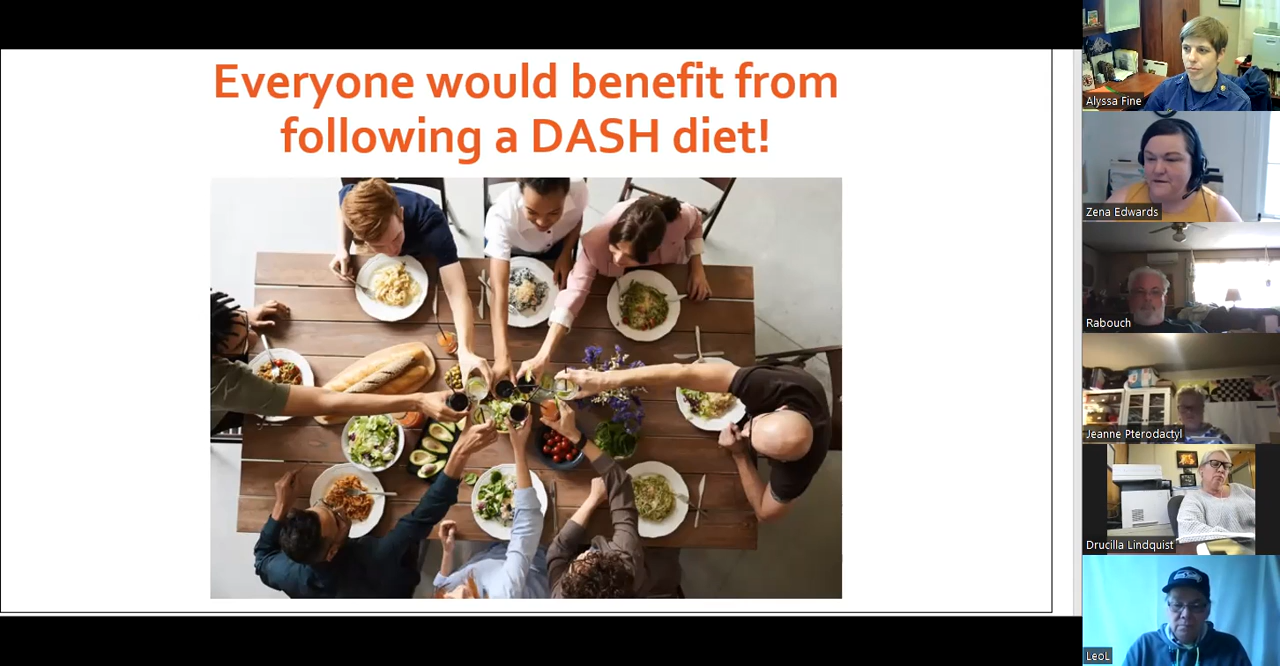 Everyone would benefit from
following a DASH diet!
Alyssa Fine
Zena Edwards
Rabouch
Jeanne Pterodactyl
Drucilla Lindquist
LeoL